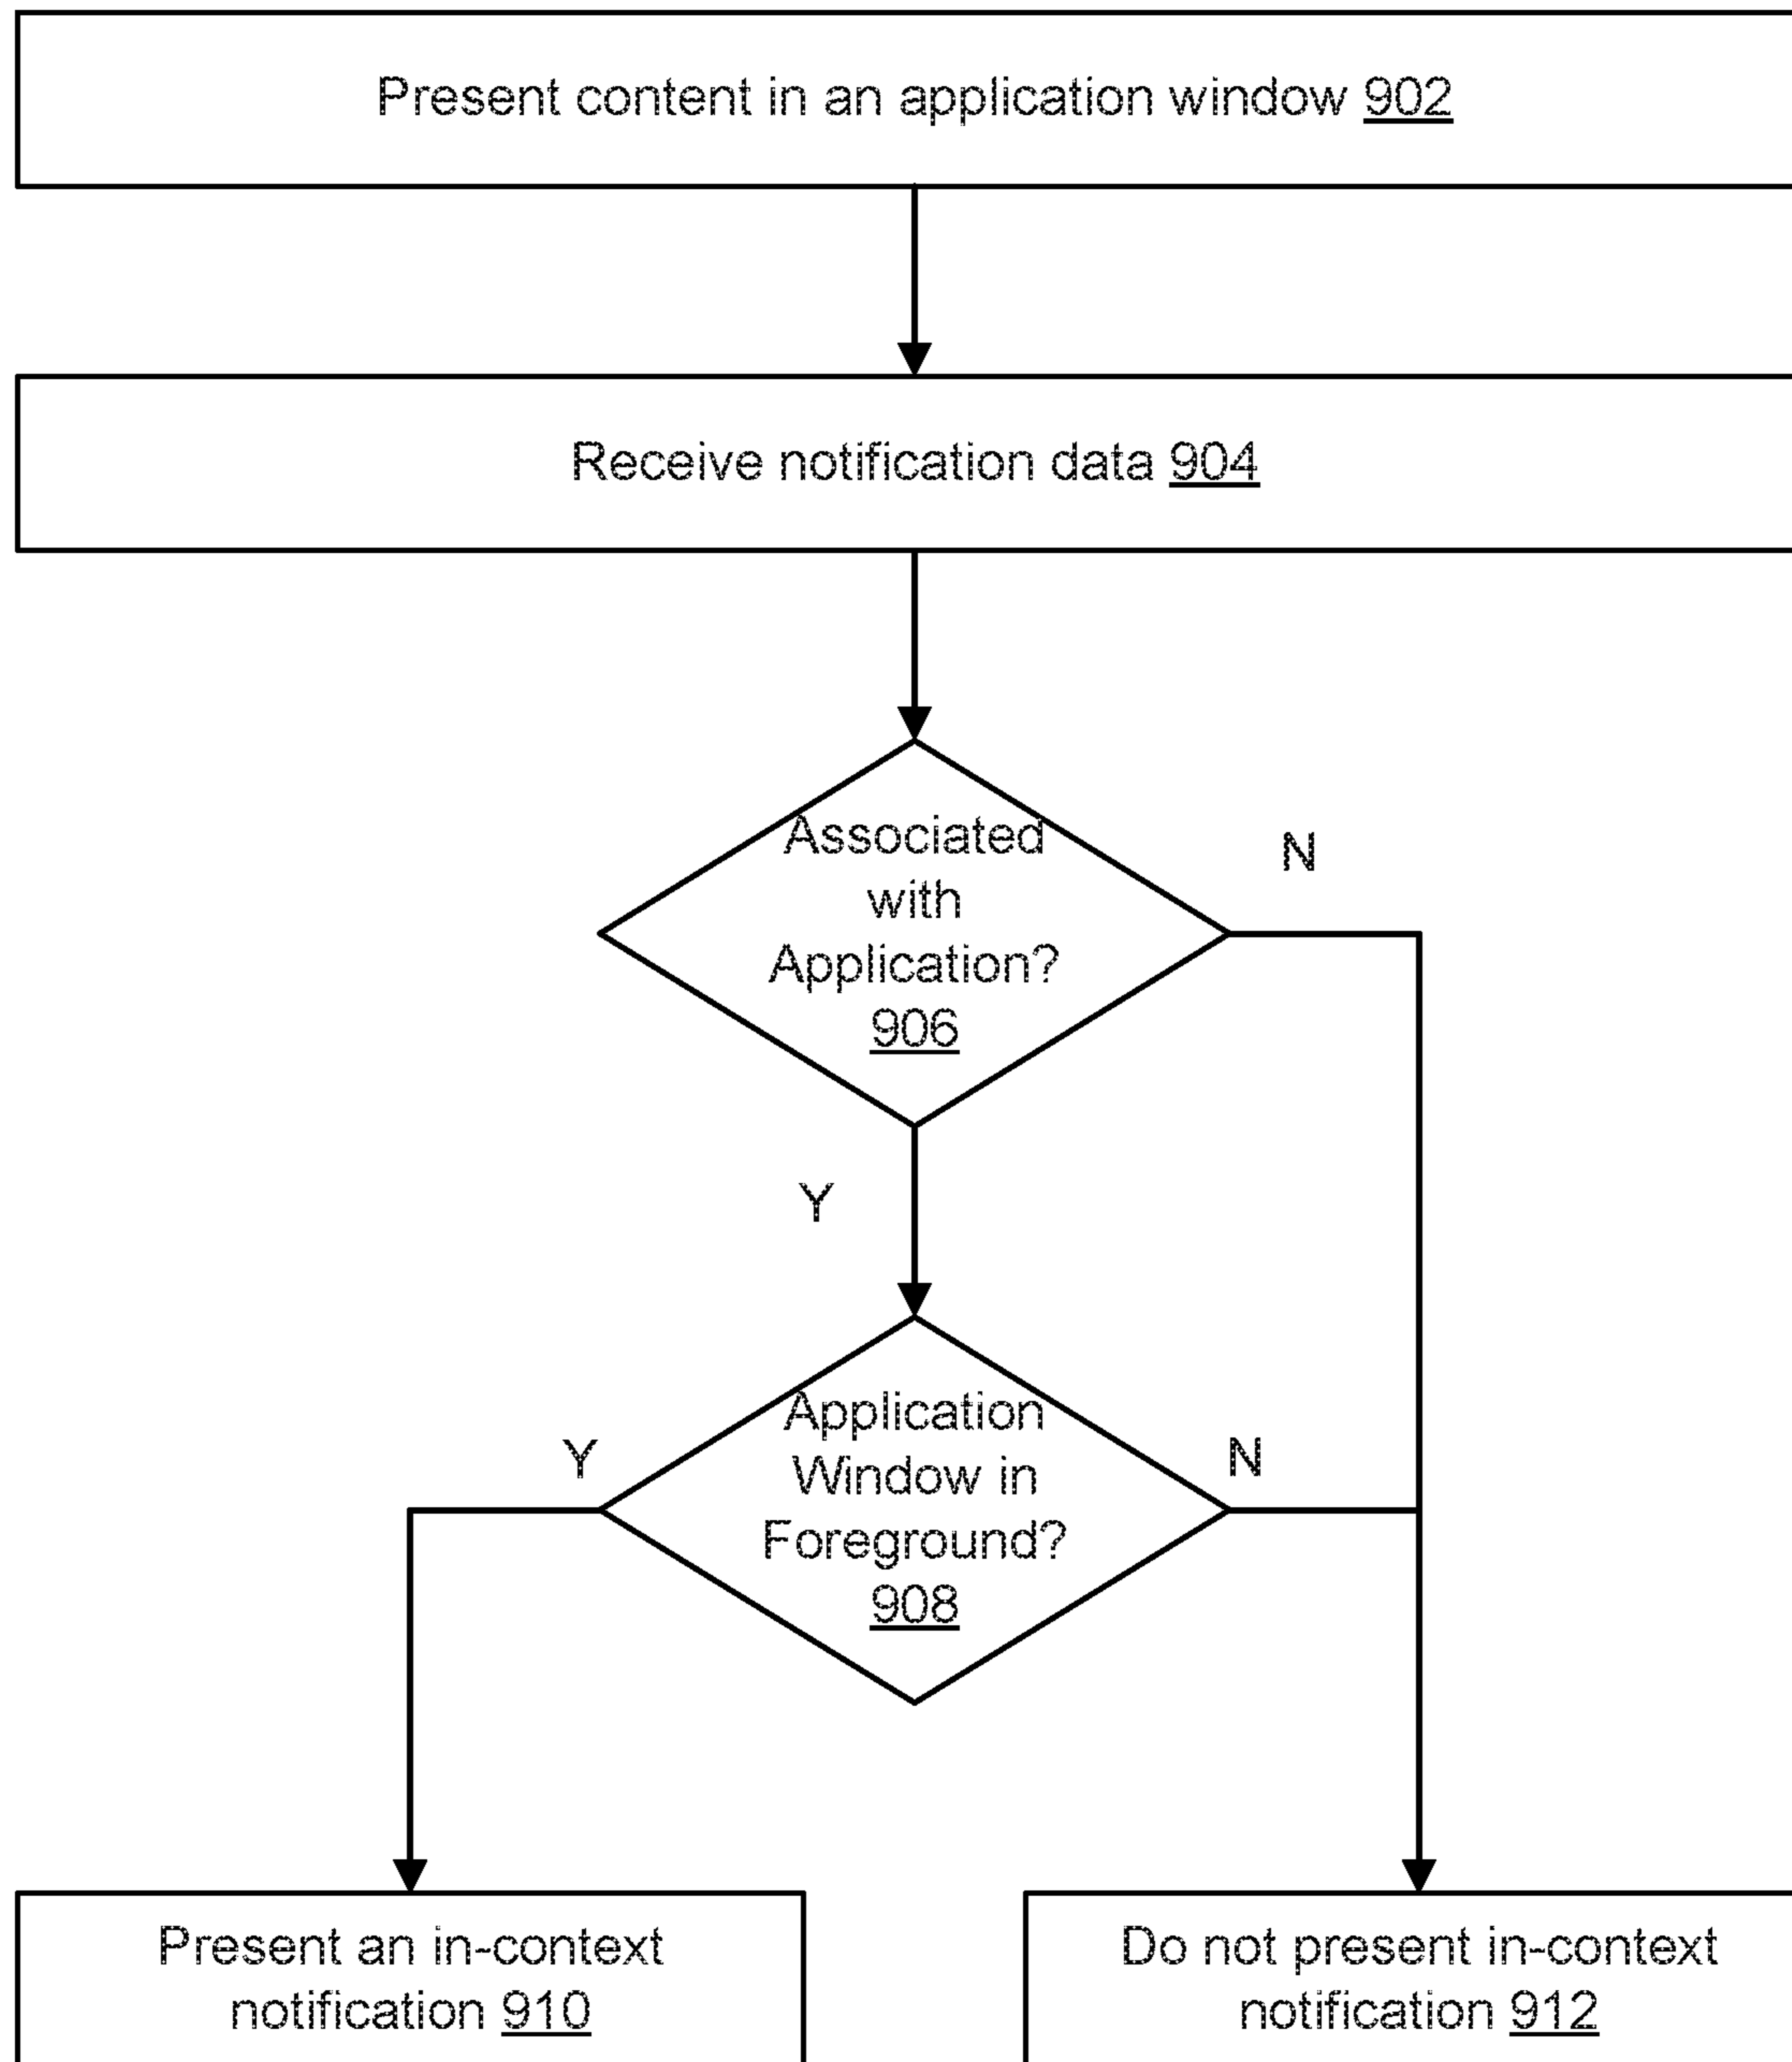 Present content in an application window 902
Receive notification data 904
Associated
with
Application?
906
N
Y
Application
Window in
Foreground?
908
Y
N
Present an in-context
notification 910
Do not present in-context
notification 912